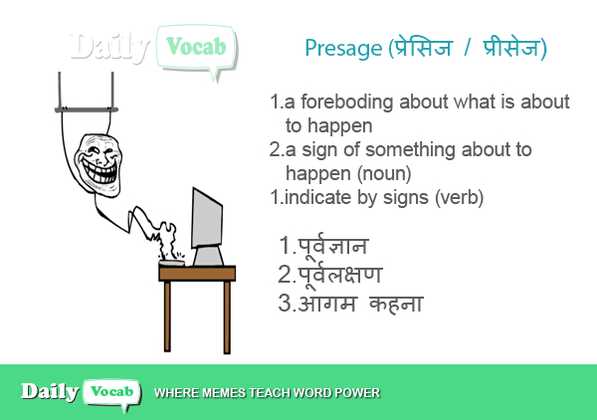 Daily Vocab
Presage (प्रेसिज / प्रीसेज)
1.a foreboding about what is about
to happen
2.a sign of something about to
happen (noun)
1.indicate by signs (verb)
1.पूर्वज्ञान
2.पूर्वलक्षण
3.आगम कहना
Daily Vocab WHERE MEMES TEACH WORD POWER